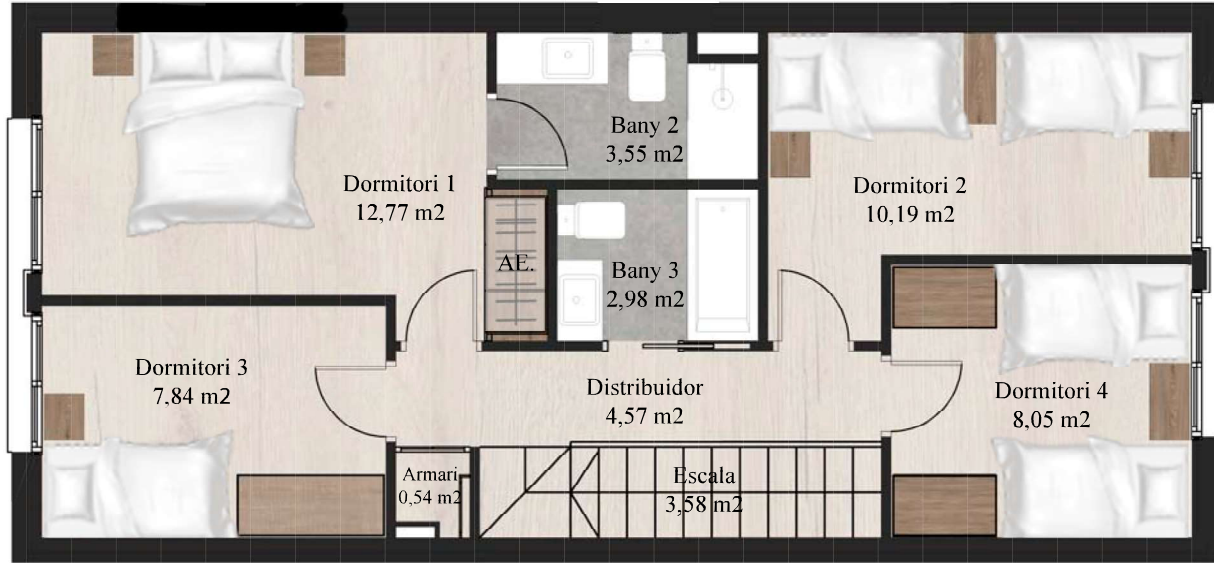 Bany 2
3,55 m2
Dormitori 1
12,77 m2
Dormitori 2
10,19 m2
AE.
Bany 3
2,98 m2
Dormitori 3
7,84 m2
Distribuidor
4,57 m2
Dormitori 4
8,05 m2
Armari
0,54 m2
Escala
3,58 m2